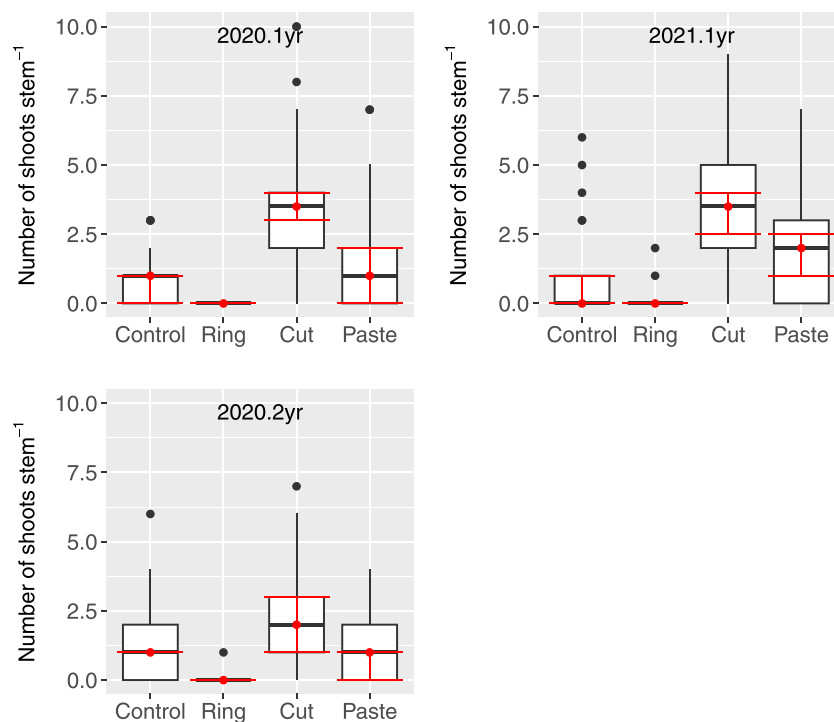 2020.1yr
Number of shoots stem⁻¹
10.0
7.5
5.0
2.5
0.0
Control Ring Cut Paste
2021.1yr
Number of shoots stem⁻¹
10.0
7.5
5.0
2.5
0.0
Control Ring Cut Paste
2020.2yr
Number of shoots stem⁻¹
10.0
7.5
5.0
2.5
0.0
Control Ring Cut Paste